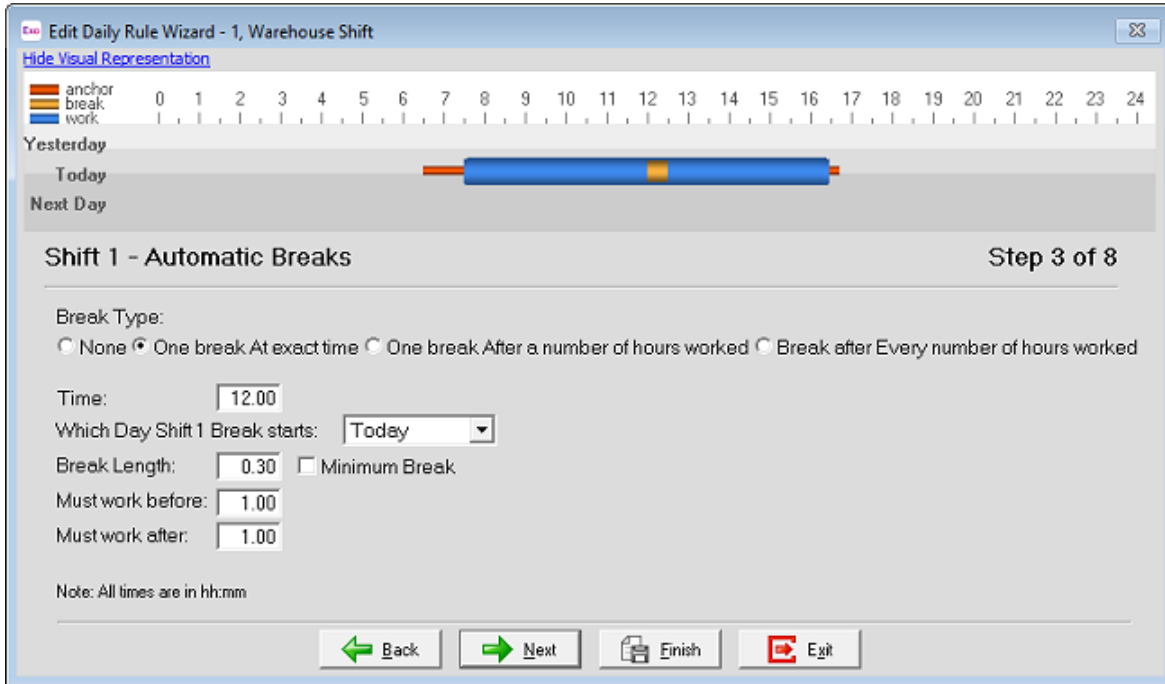 Exo Edit Daily Rule Wizard - 1, Warehouse Shift
Hide Visual Representation
anchor
break
work
0 1 2 3 4 5 6 7 8 9 10 11 12 13 14 15 16 17 18 19 20 21 22 23 24
Yesterday
Today
Next Day
Shift 1 - Automatic Breaks Step 3 of 8
Break Type:
None One break At exact time One break After a number of hours worked Break after Every number of hours worked
Time: 12.00
Which Day Shift 1 Break starts: Today
Break Length: 0.30 Minimum Break
Must work before: 1.00
Must work after: 1.00
Note: All times are in hh:mm
Back Next Finish Exit